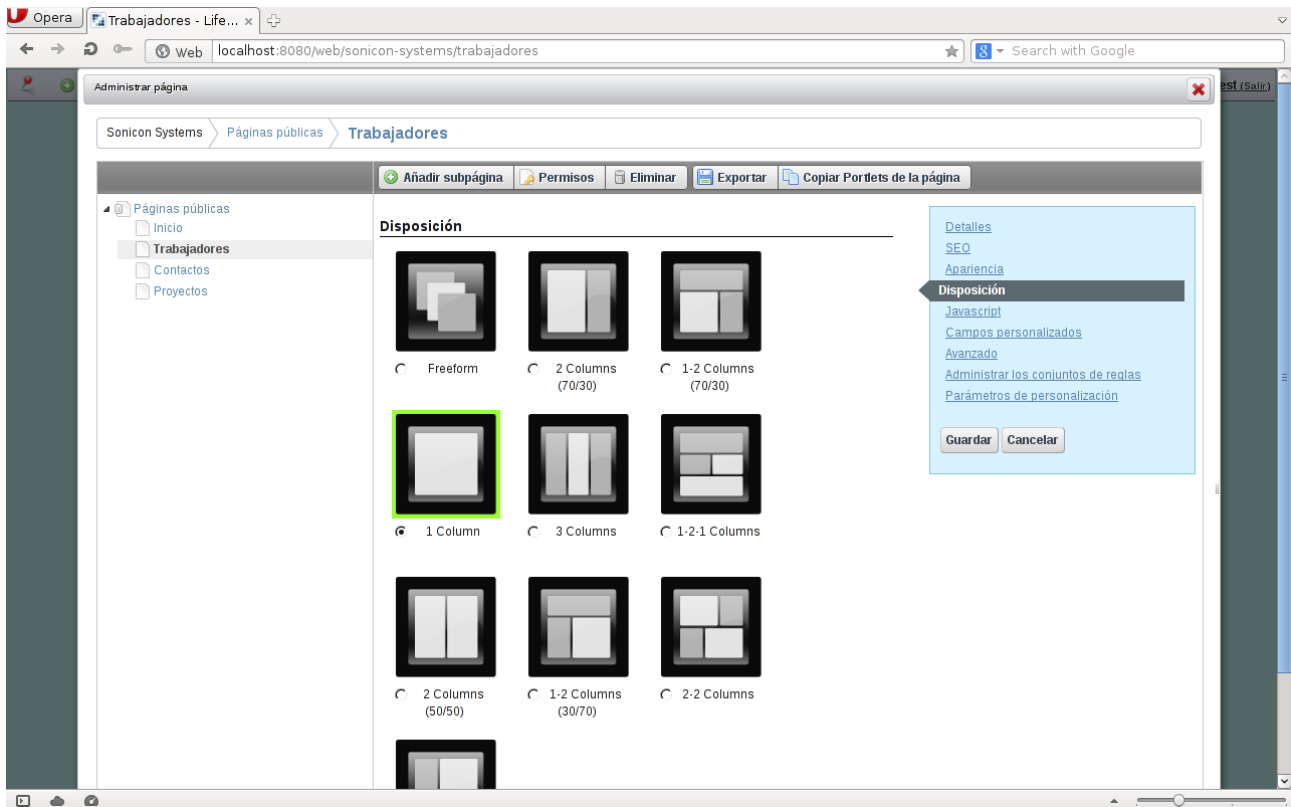 Opera
Trabajadores - Life...
Web
localhost:8080/web/sonicon-systems/trabajadores
8
Search with Google
Administrar página
est (Salir)
Sonicon Systems
Páginas públicas
Trabajadores
Añadir subpágina
Permisos
Eliminar
Exportar
Copiar Portlets de la página
Páginas públicas
Inicio
Trabajadores
Contactos
Proyectos
Disposición
Freeform
2 Columns
(70/30)
1-2 Columns
(70/30)
1 Column
3 Columns
1-2-1 Columns
2 Columns
(50/50)
1-2 Columns
(30/70)
2-2 Columns
Detalles
SEO
Apariencia
Disposición
Javascript
Campos personalizados
Avanzado
Administrar los conjuntos de reglas
Parámetros de personalización
Guardar
Cancelar